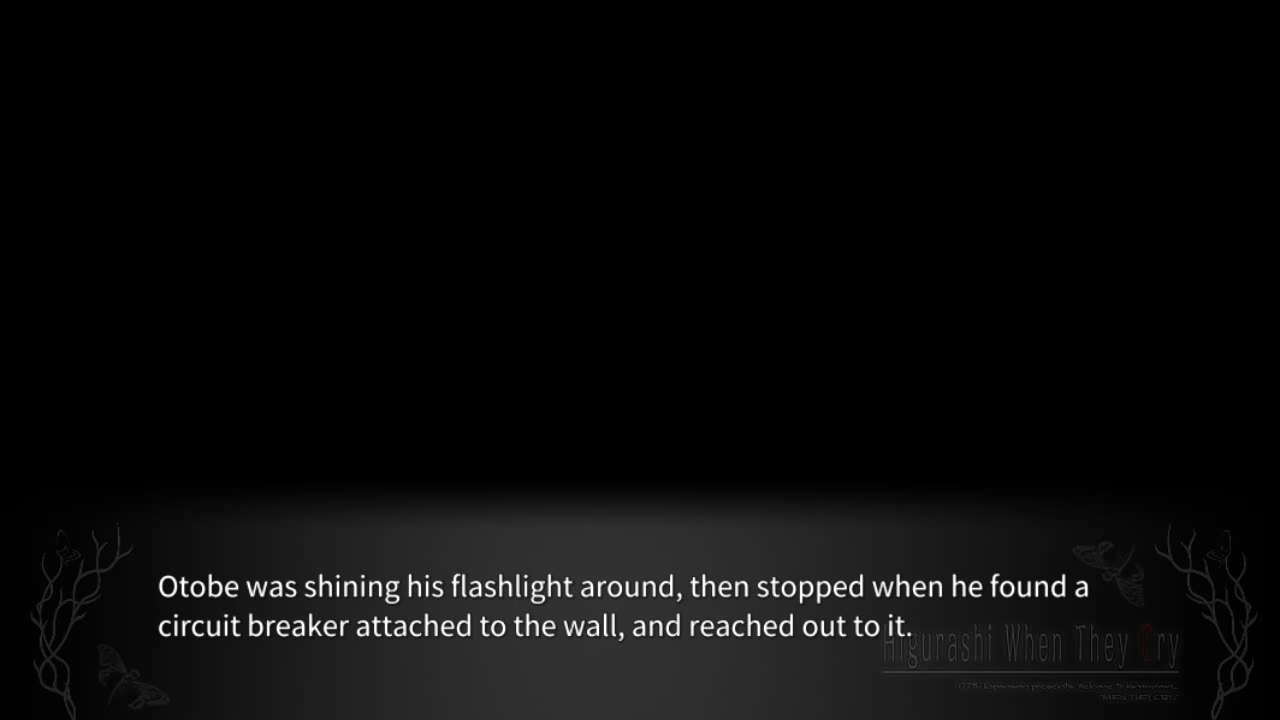 Otobe was shining his flashlight around, then stopped when he found a
circuit breaker attached to the wall, and reached out to it.
Higurashi When They Cry